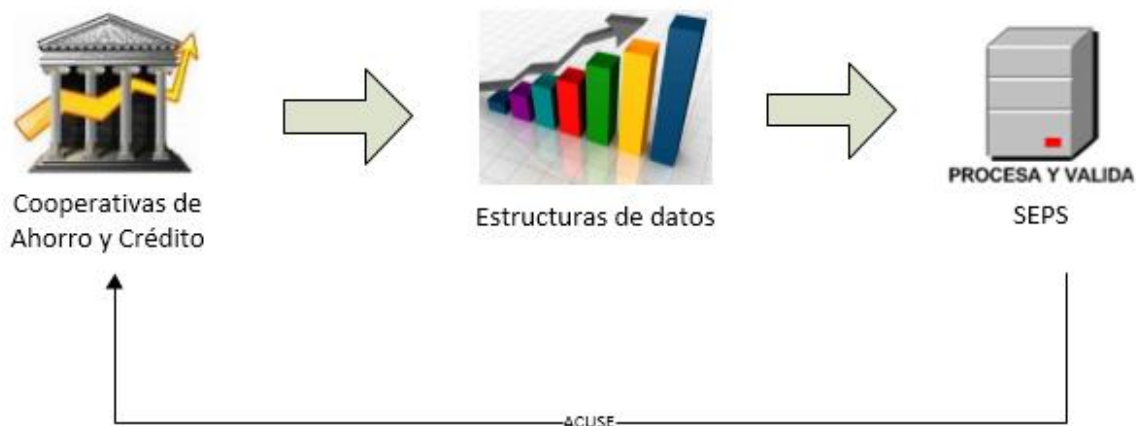 Cooperativas de
Ahorro y Crédito
Estructuras de datos
PROCESA Y VALIDA
SEPS
ACUSE